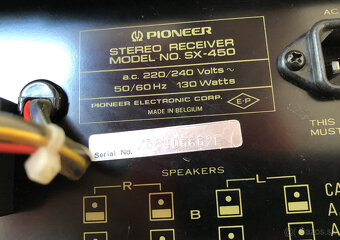 PIONEER
STEREO RECEIVER
MODEL NO. SX-450
a.c. 220/240 Volts ~
50/60 Hz 130 Watts
PIONEER ELECTRONIC CORP.
MADE IN BELGIUM
E·P
AC
THIS
MUST
Serial No.
SPEAKERS
R
L
B
CA
A
A